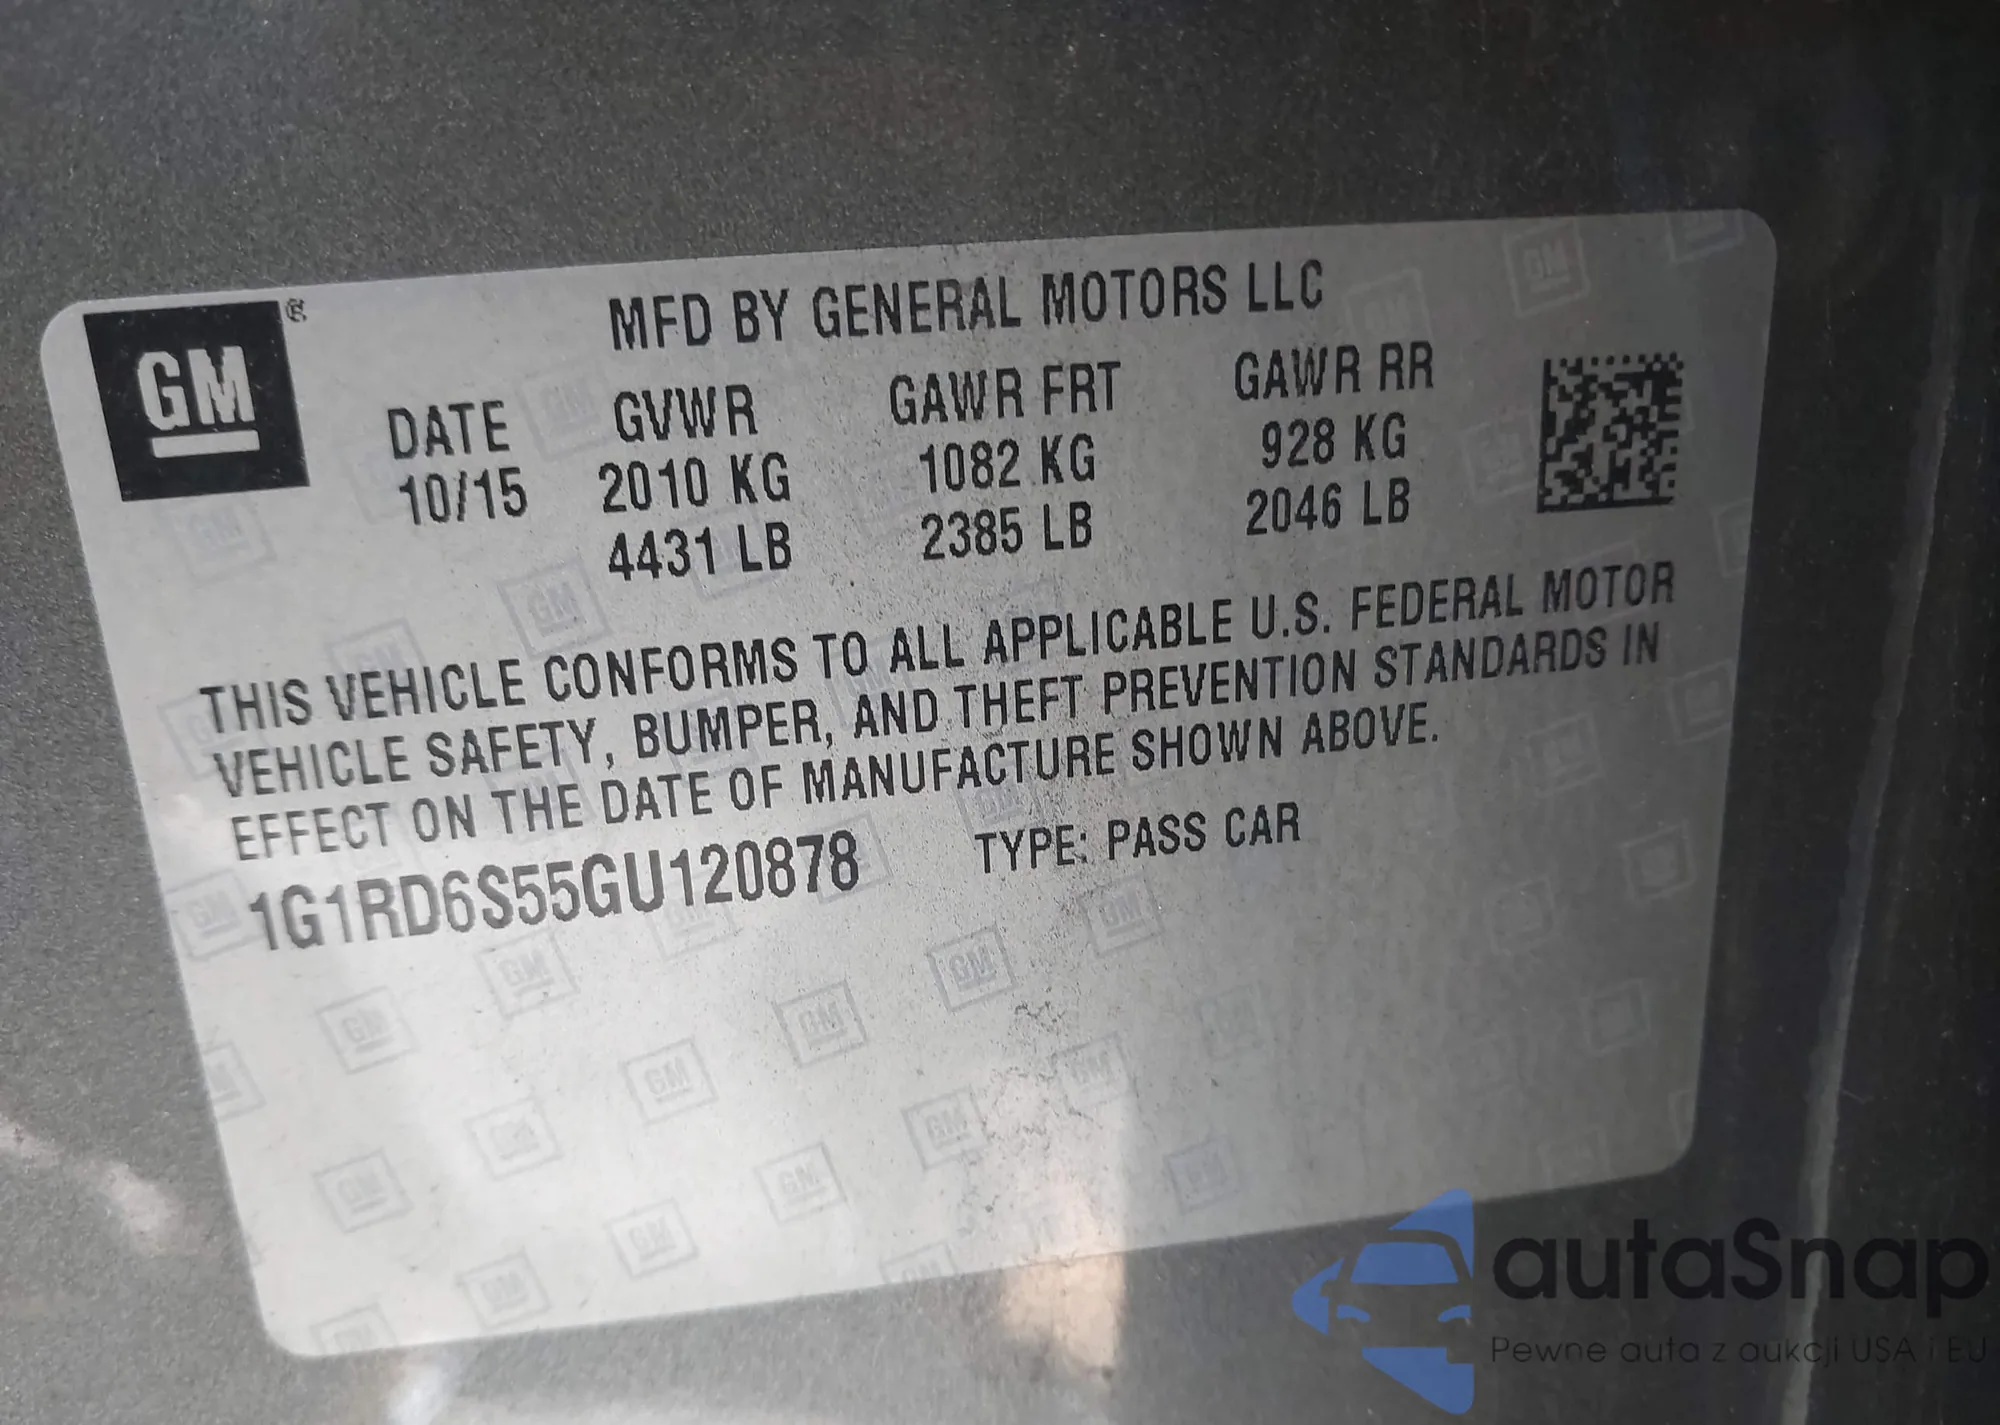 GM ®
MFD BY GENERAL MOTORS LLC
DATE GVWR GAWR FRT GAWR RR
10/15 2010 KG 1082 KG 928 KG
4431 LB 2385 LB 2046 LB
THIS VEHICLE CONFORMS TO ALL APPLICABLE U.S. FEDERAL MOTOR
VEHICLE SAFETY, BUMPER, AND THEFT PREVENTION STANDARDS IN
EFFECT ON THE DATE OF MANUFACTURE SHOWN ABOVE.
1G1RD6S55GU120878 TYPE: PASS CAR
autaSnap
Pewne auta z aukcji USA i EU